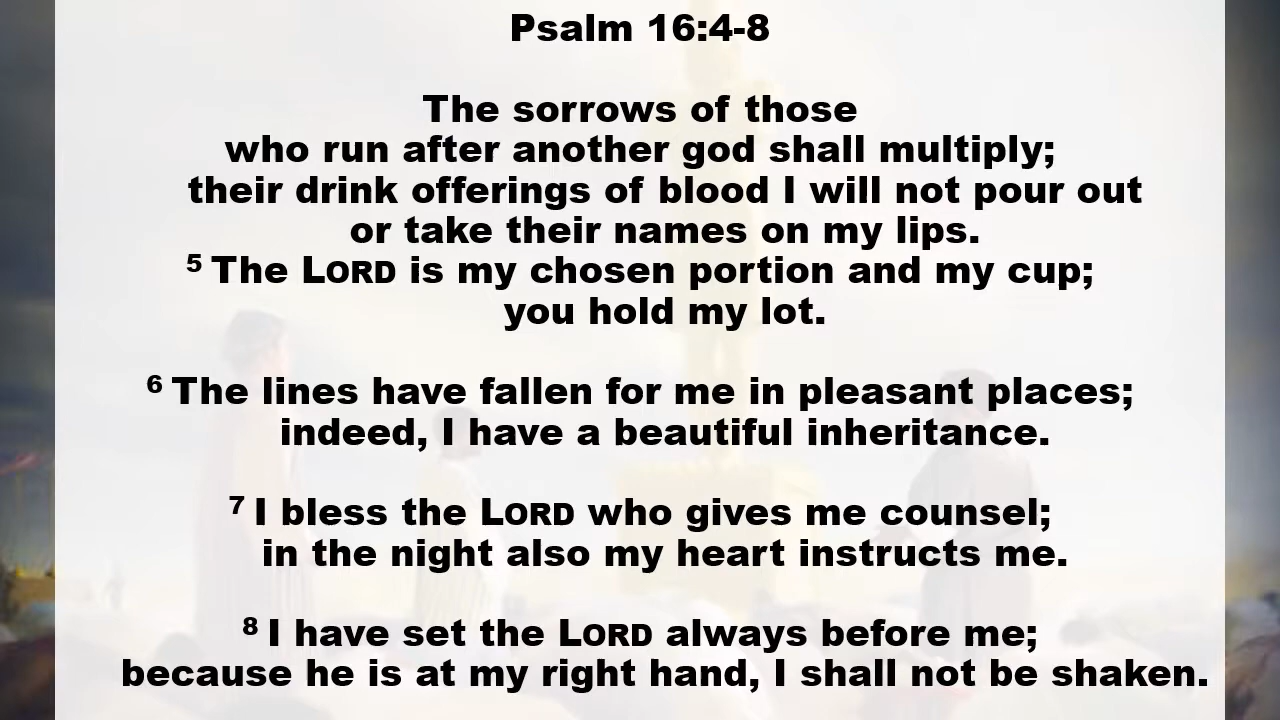 Psalm 16:4-8
The sorrows of those
who run after another god shall multiply;
their drink offerings of blood I will not pour out
or take their names on my lips.
5 The LORD is my chosen portion and my cup;
you hold my lot.
6 The lines have fallen for me in pleasant places;
indeed, I have a beautiful inheritance.
7 I bless the LORD who gives me counsel;
in the night also my heart instructs me.
8 I have set the LORD always before me;
because he is at my right hand, I shall not be shaken.